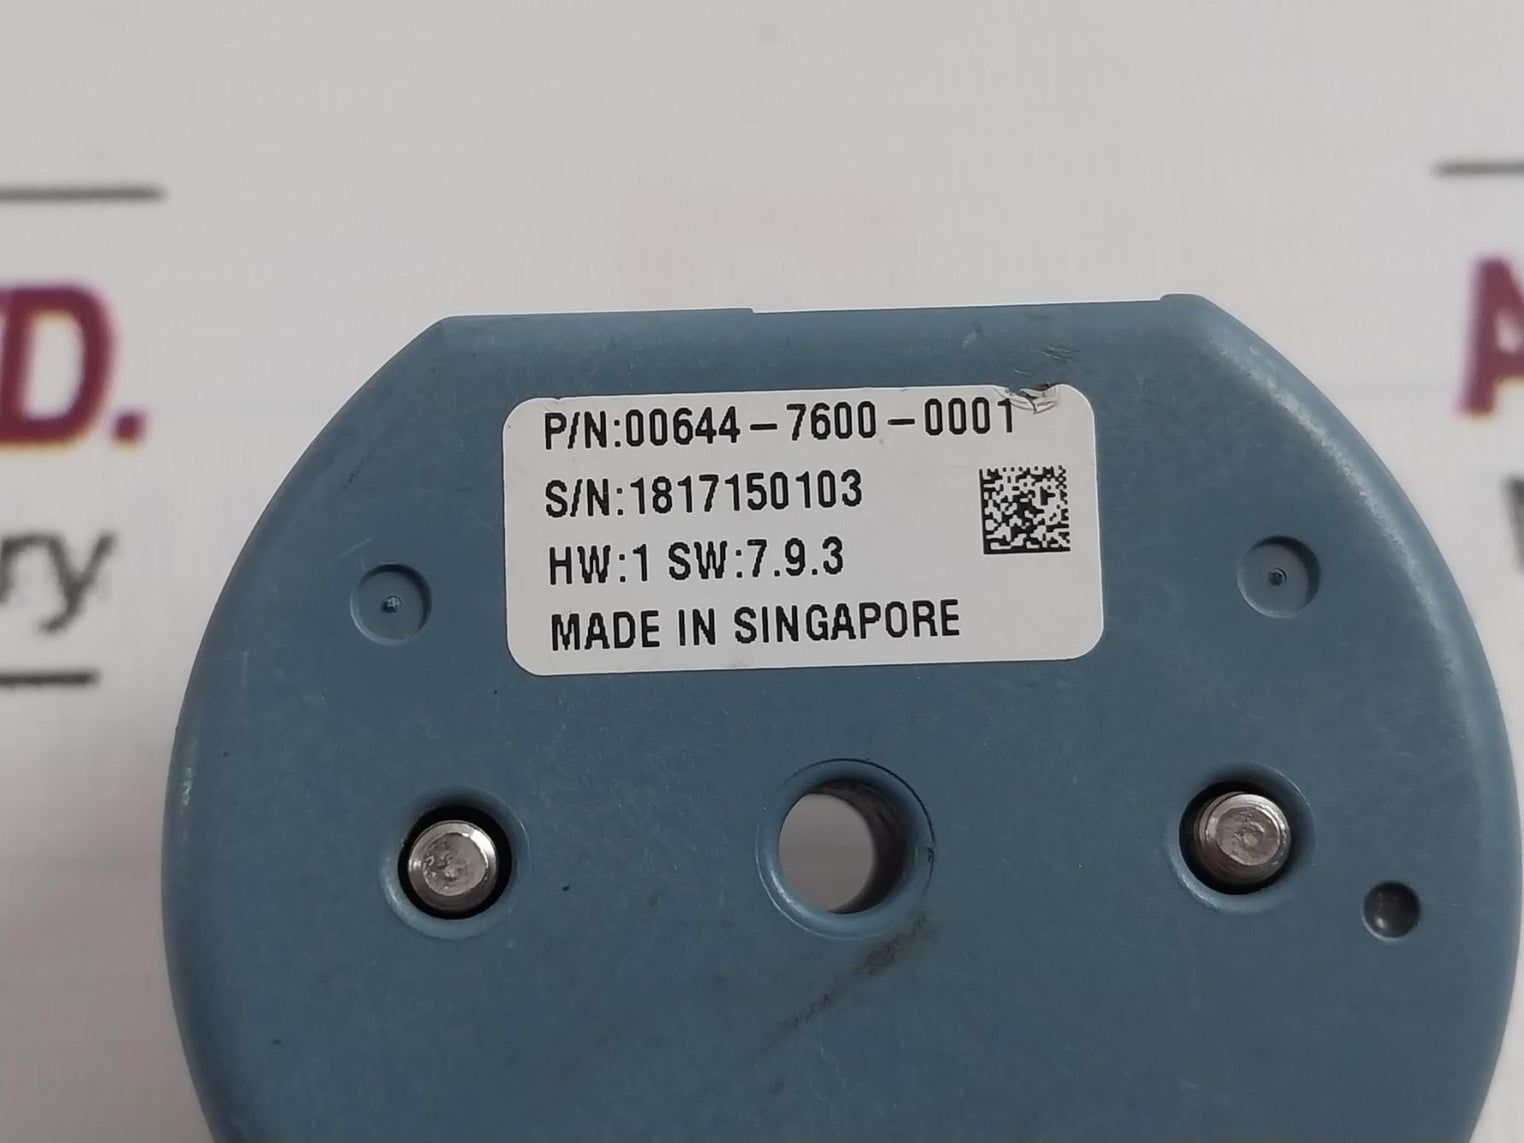 P/N:00644-7600-0001
S/N:1817150103
HW:1 SW:7.9.3
MADE IN SINGAPORE